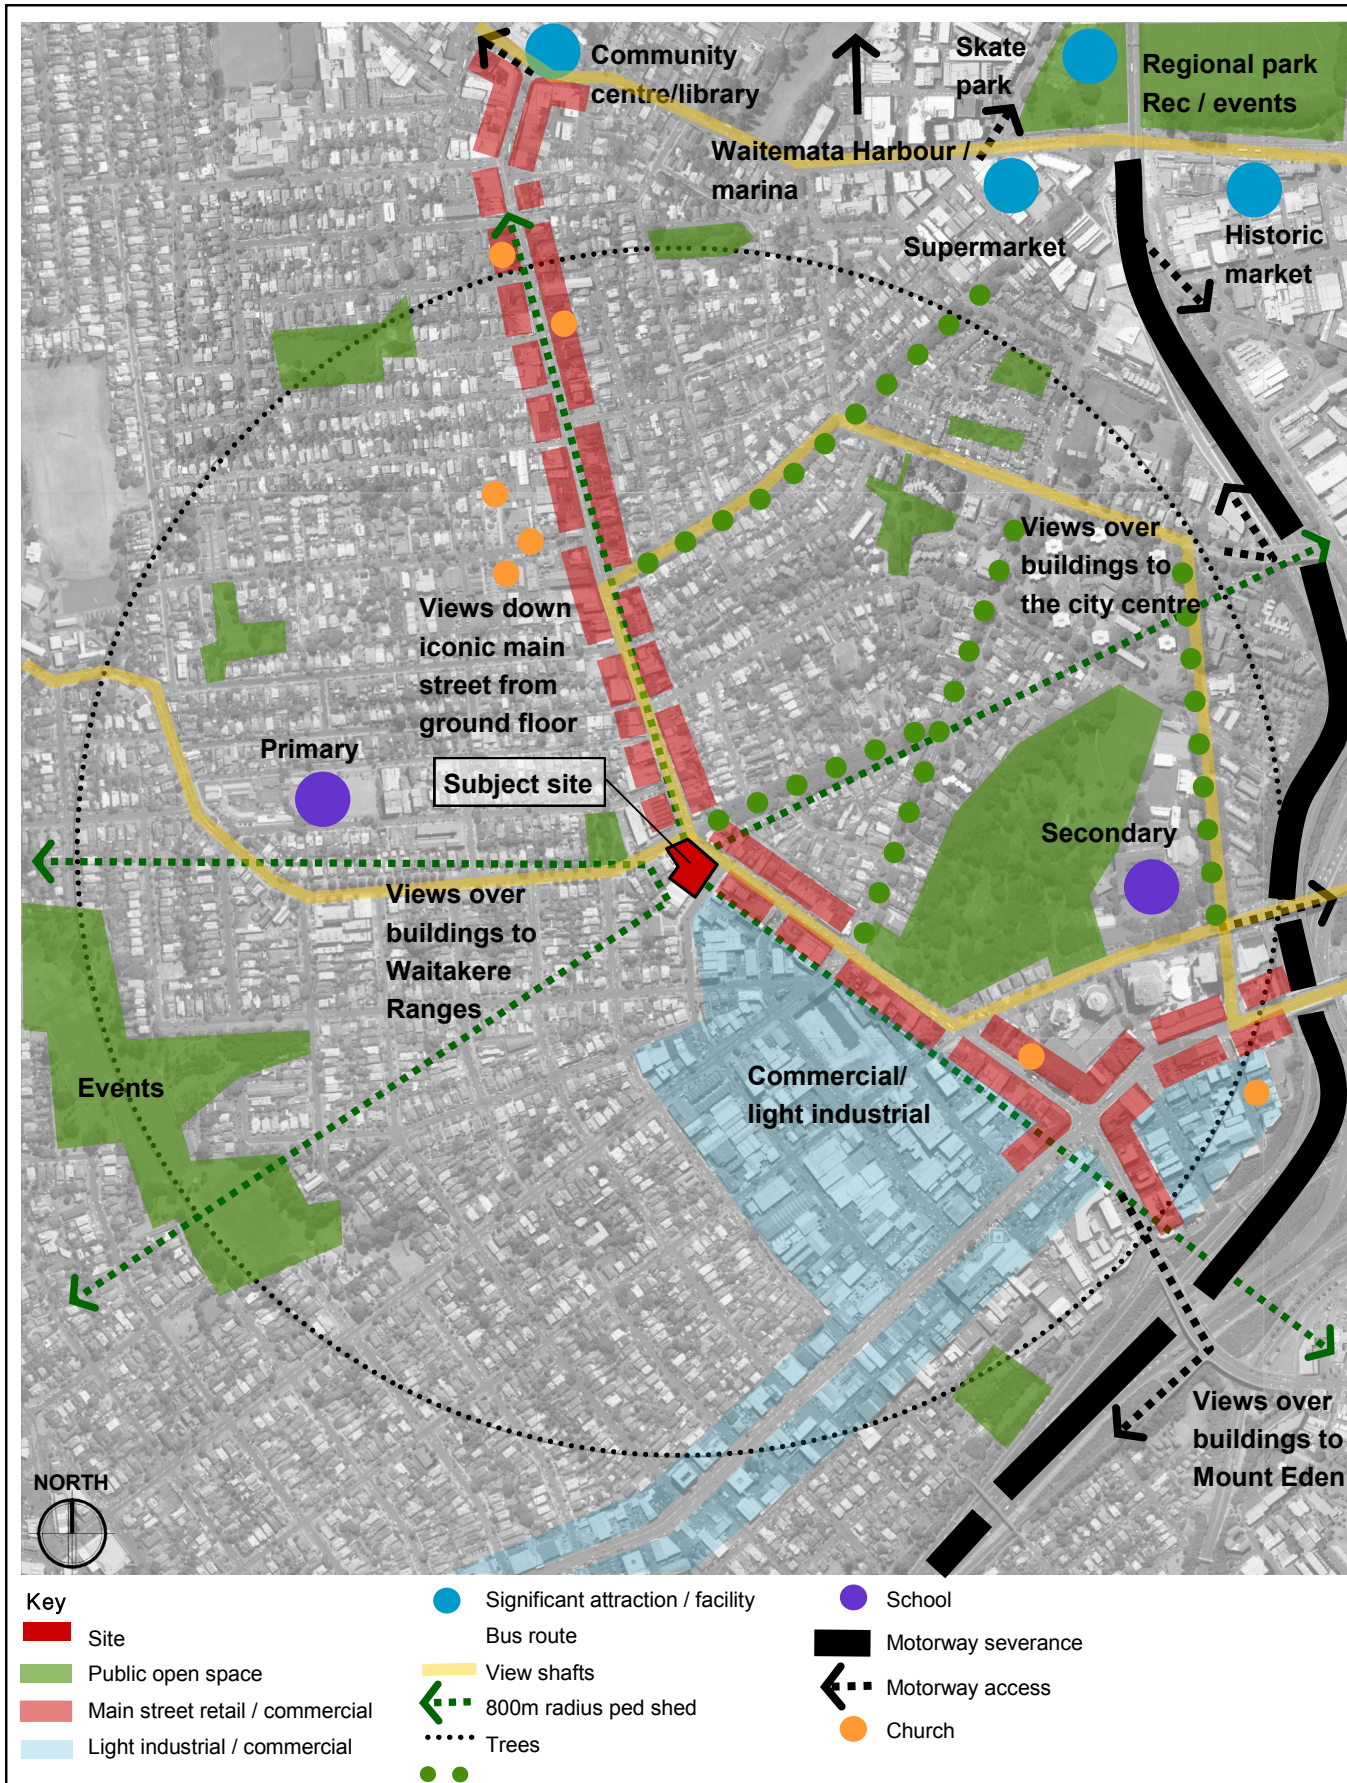 Community
centre/library
Skate
park
Regional park
Rec / events
Waitemata Harbour /
marina
Supermarket
Historic
market
Views over
buildings to
the city centre
Views down
iconic main
street from
ground floor
Primary
Subject site
Secondary
Views over
buildings to
Waitakere
Ranges
Events
Commercial/
light industrial
Views over
buildings to
Mount Eden
NORTH
Key
Site
Public open space
Main street retail / commercial
Light industrial / commercial
Significant attraction / facility
Bus route
View shafts
800m radius ped shed
Trees
School
Motorway severance
Motorway access
Church